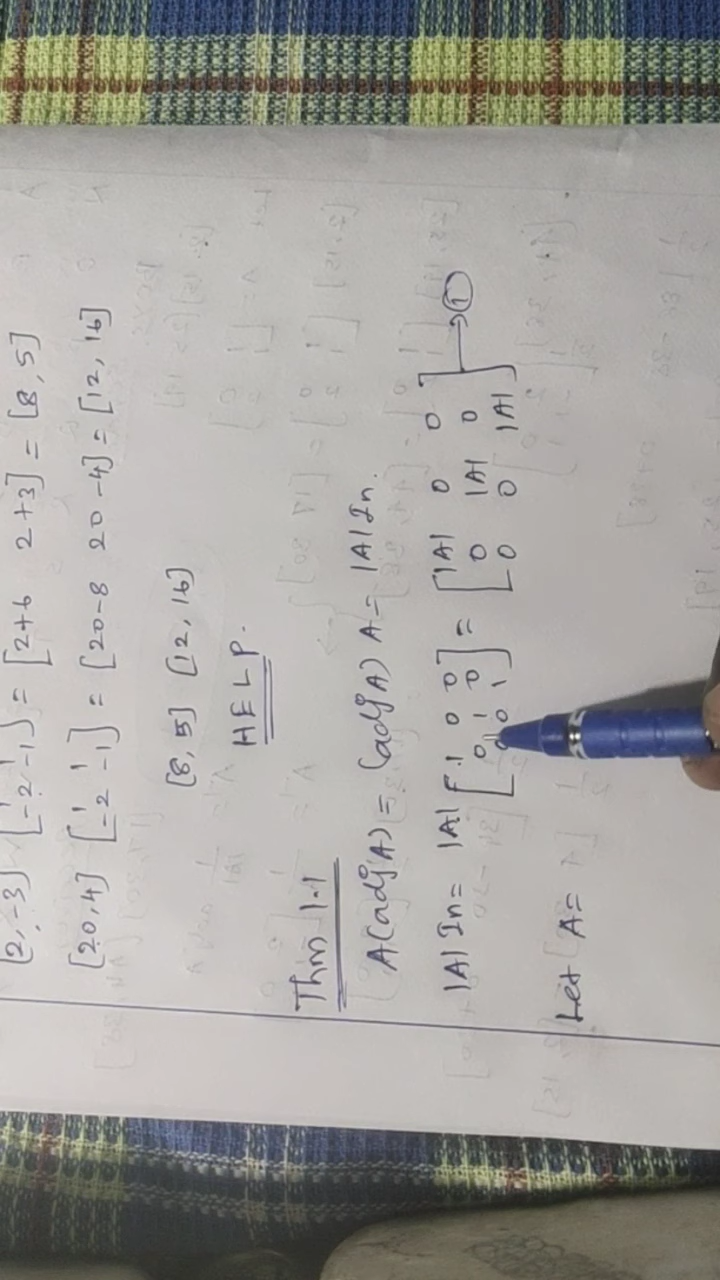 [2, -3] [-2 -1] = [2+6 2+3] = [8, 5]
1 1
[20, 4] [-2 -1] = [20-8 20-4] = [12, 16]
[8, 5] [12, 16]
HELP.
Thm 1.1
A(adj A) = (adj A) A = |A| In.
|A| In = |A| [1 0 0] = [|A| 0 0]
0 1 0 0 |A| 0 → ①
0 0 1 0 0 |A|
Let A =